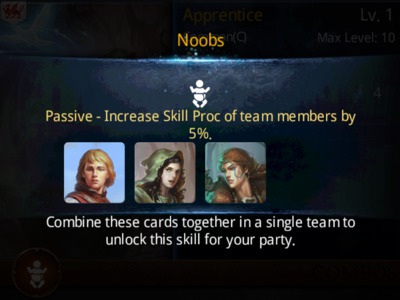 Apprentice
Lv. 1
Noobs
Max Level: 10
4
Passive - Increase Skill Proc of team members by
5%.
Combine these cards together in a single team to
unlock this skill for your party.